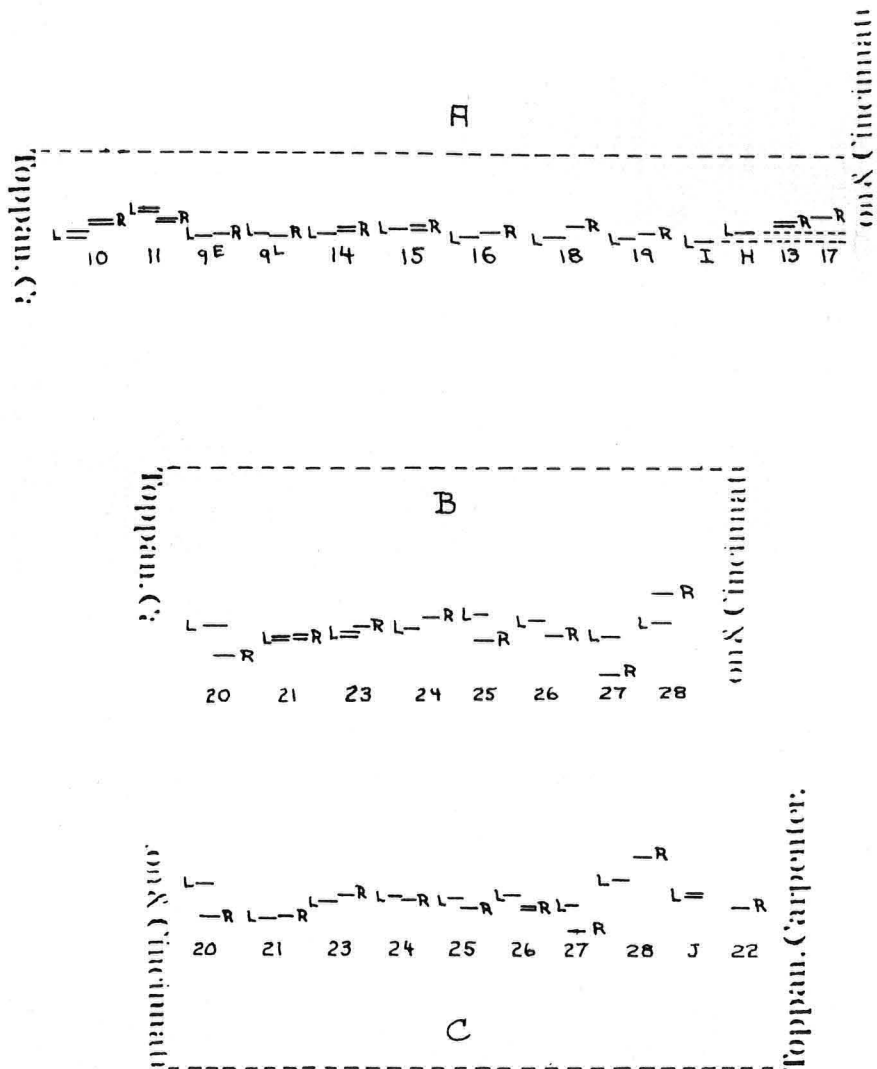 A
Toppan. C
on & Cincinnati
L R L R L R L R L R L R L R L R L R L L R R
10 11 9E 9L 14 15 16 18 19 I H 13 17
B
Toppan. C
on & Cincinnati
L R L R L R L R L R L R L R L R
20 21 23 24 25 26 27 28
on & Cincinnati
Toppan, Carpenter,
L R L R L R L R L R L R L R L R L R
20 21 23 24 25 26 27 28 J 22
C